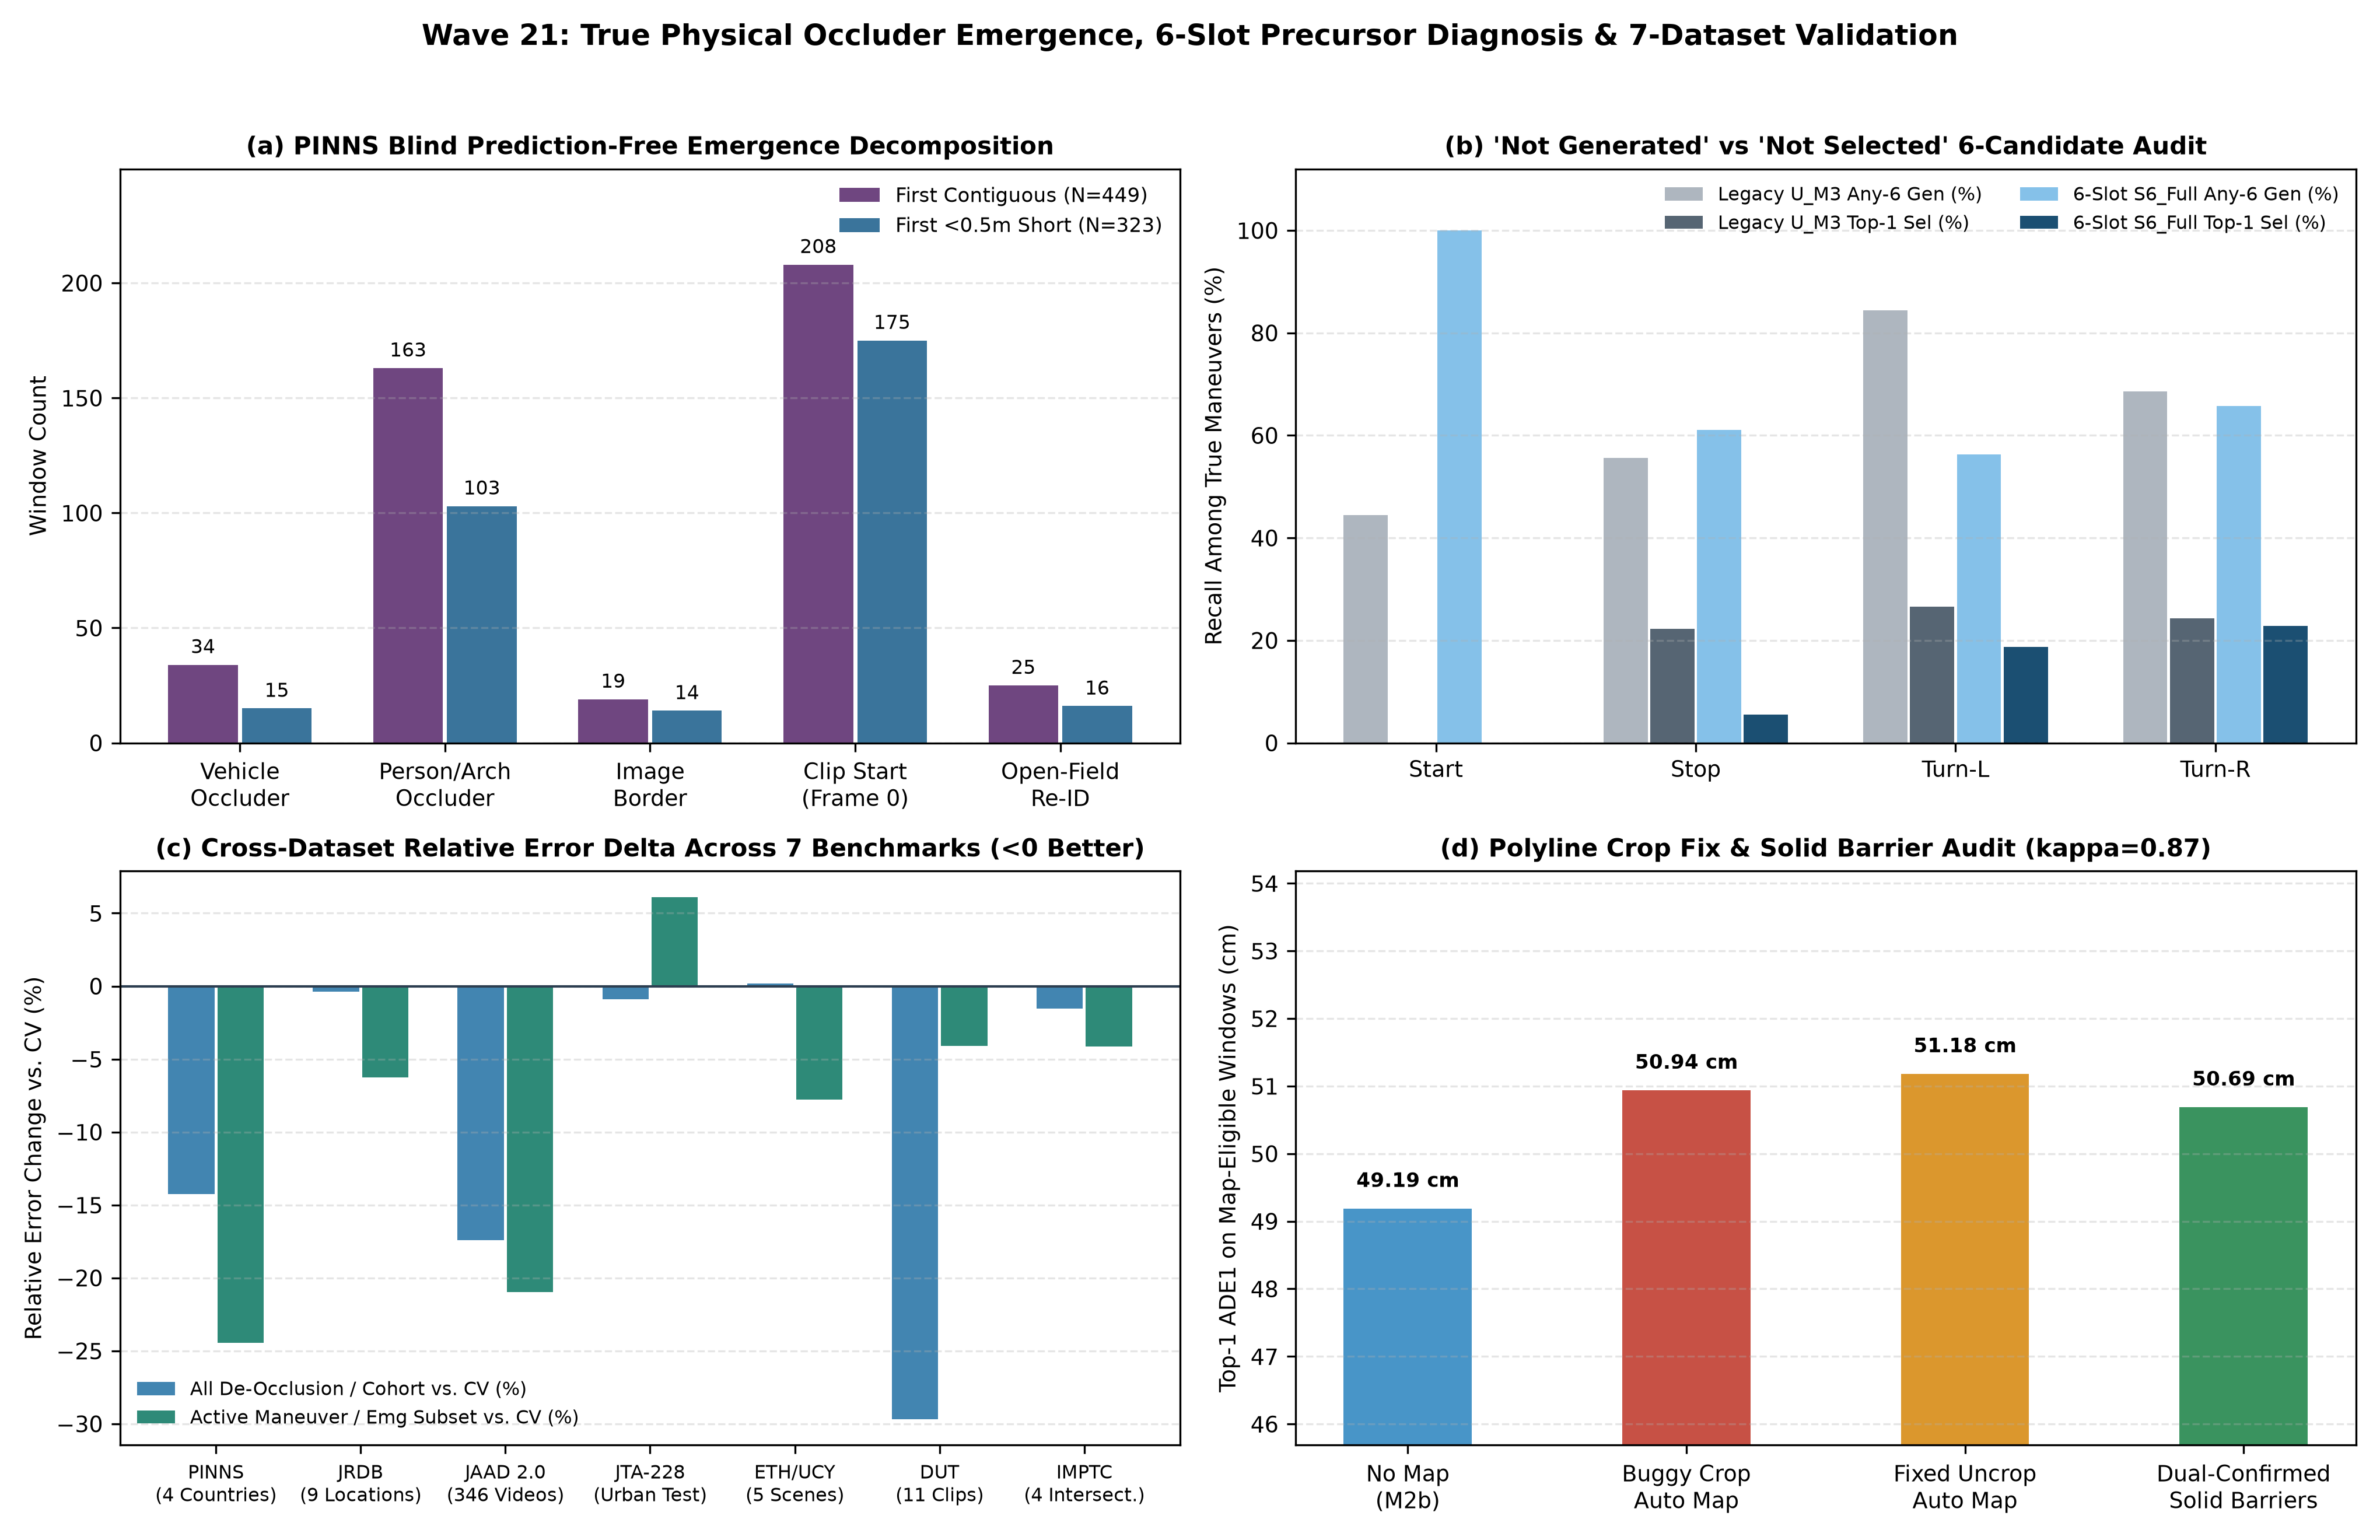 Wave 21: True Physical Occluder Emergence, 6-Slot Precursor Diagnosis & 7-Dataset Validation
(a) PINNS Blind Prediction-Free Emergence Decomposition
First Contiguous (N=449)
First <0.5m Short (N=323)
Window Count
200
150
100
50
0
34
15
163
103
19
14
208
175
25
16
Vehicle
Occluder
Person/Arch
Occluder
Image
Border
Clip Start
(Frame 0)
Open-Field
Re-ID
(b) 'Not Generated' vs 'Not Selected' 6-Candidate Audit
Legacy U_M3 Any-6 Gen (%)
Legacy U_M3 Top-1 Sel (%)
6-Slot S6_Full Any-6 Gen (%)
6-Slot S6_Full Top-1 Sel (%)
Recall Among True Maneuvers (%)
100
80
60
40
20
0
Start
Stop
Turn-L
Turn-R
(c) Cross-Dataset Relative Error Delta Across 7 Benchmarks (<0 Better)
Relative Error Change vs. CV (%)
5
0
−5
−10
−15
−20
−25
−30
All De-Occlusion / Cohort vs. CV (%)
Active Maneuver / Emg Subset vs. CV (%)
PINNS
(4 Countries)
JRDB
(9 Locations)
JAAD 2.0
(346 Videos)
JTA-228
(Urban Test)
ETH/UCY
(5 Scenes)
DUT
(11 Clips)
IMPTC
(4 Intersect.)
(d) Polyline Crop Fix & Solid Barrier Audit (kappa=0.87)
Top-1 ADE1 on Map-Eligible Windows (cm)
54
53
52
51
50
49
48
47
46
49.19 cm
50.94 cm
51.18 cm
50.69 cm
No Map
(M2b)
Buggy Crop
Auto Map
Fixed Uncrop
Auto Map
Dual-Confirmed
Solid Barriers